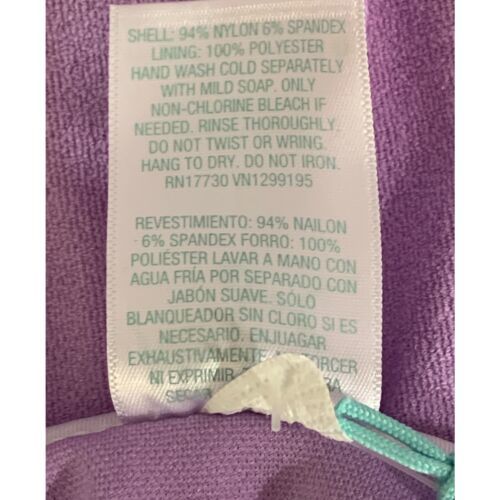 SHELL: 94% NYLON 6% SPANDEX
LINING: 100% POLYESTER
HAND WASH COLD SEPARATELY
WITH MILD SOAP. ONLY
NON-CHLORINE BLEACH IF
NEEDED. RINSE THOROUGHLY.
DO NOT TWIST OR WRING.
HANG TO DRY. DO NOT IRON.
RN17730 VN1299195
REVESTIMIENTO: 94% NAILON
6% SPANDEX FORRO: 100%
POLIÉSTER LAVAR A MANO CON
AGUA FRÍA POR SEPARADO CON
JABÓN SUAVE. SÓLO
BLANQUEADOR SIN CLORO SI ES
NECESARIO. ENJUAGAR
EXHAUSTIVAMENTE
NI EXPRIMIR